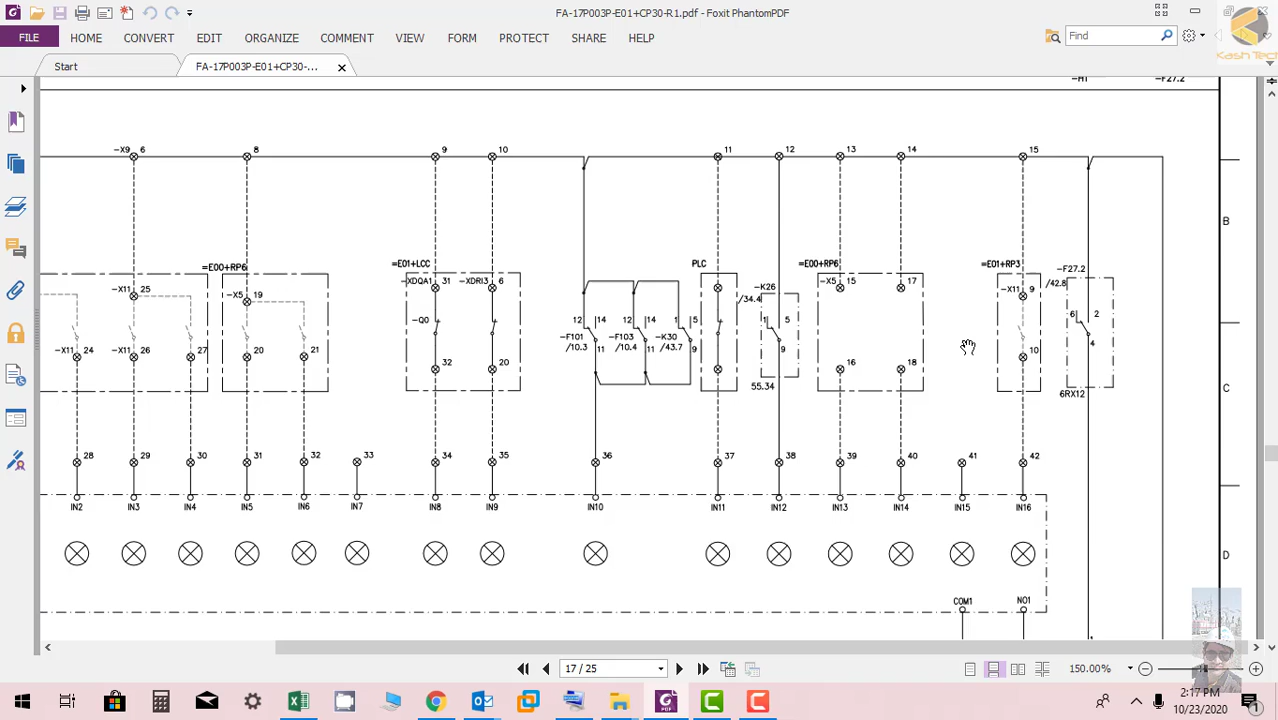 FA-17P003P-E01+CP30-R1.pdf - Foxit PhantomPDF
FILE HOME CONVERT EDIT ORGANIZE COMMENT VIEW FORM PROTECT SHARE HELP
Find
Kash Tech
Start FA-17P003P-E01+CP30-...
-H1 -F27.2
-X9 6 8 9 10 11 12 13 14 15
B
=E00+RP6 =E01+LCC PLC =E00+RP6 =E01+RP3 -F27.2
/42.8
-X11 25 -X5 19 -XDQA1 31 -XDRI3 6 /34.4 -K26 -X5 15 17 -X11 9
12 14 12 14 1 5 1 5 6 2
-Q0 -F101 -F103 -K30
/10.3 11 /10.4 11 /43.7 9 9 4
-X11 24 -X11 26 27 20 21 32 20 16 18 10
55.34 6RX12
C
28 29 30 31 32 33 34 35 36 37 38 39 40 41 42
IN2 IN3 IN4 IN5 IN6 IN7 IN8 IN9 IN10 IN11 IN12 IN13 IN14 IN15 IN16
D
COM1 NO1
1
17 / 25
150.00%
2:17 PM
10/23/2020
1